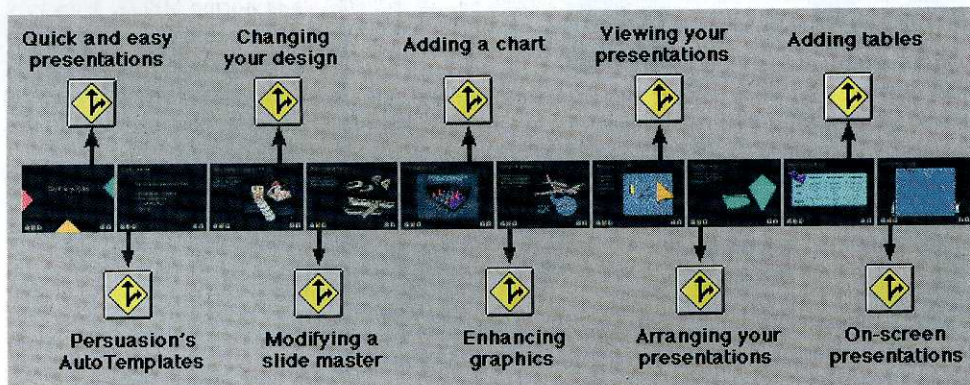 Quick and easy
presentations
Changing
your design
Adding a chart
Viewing your
presentations
Adding tables
Persuasion's
AutoTemplates
Modifying a
slide master
Enhancing
graphics
Arranging your
presentations
On-screen
presentations